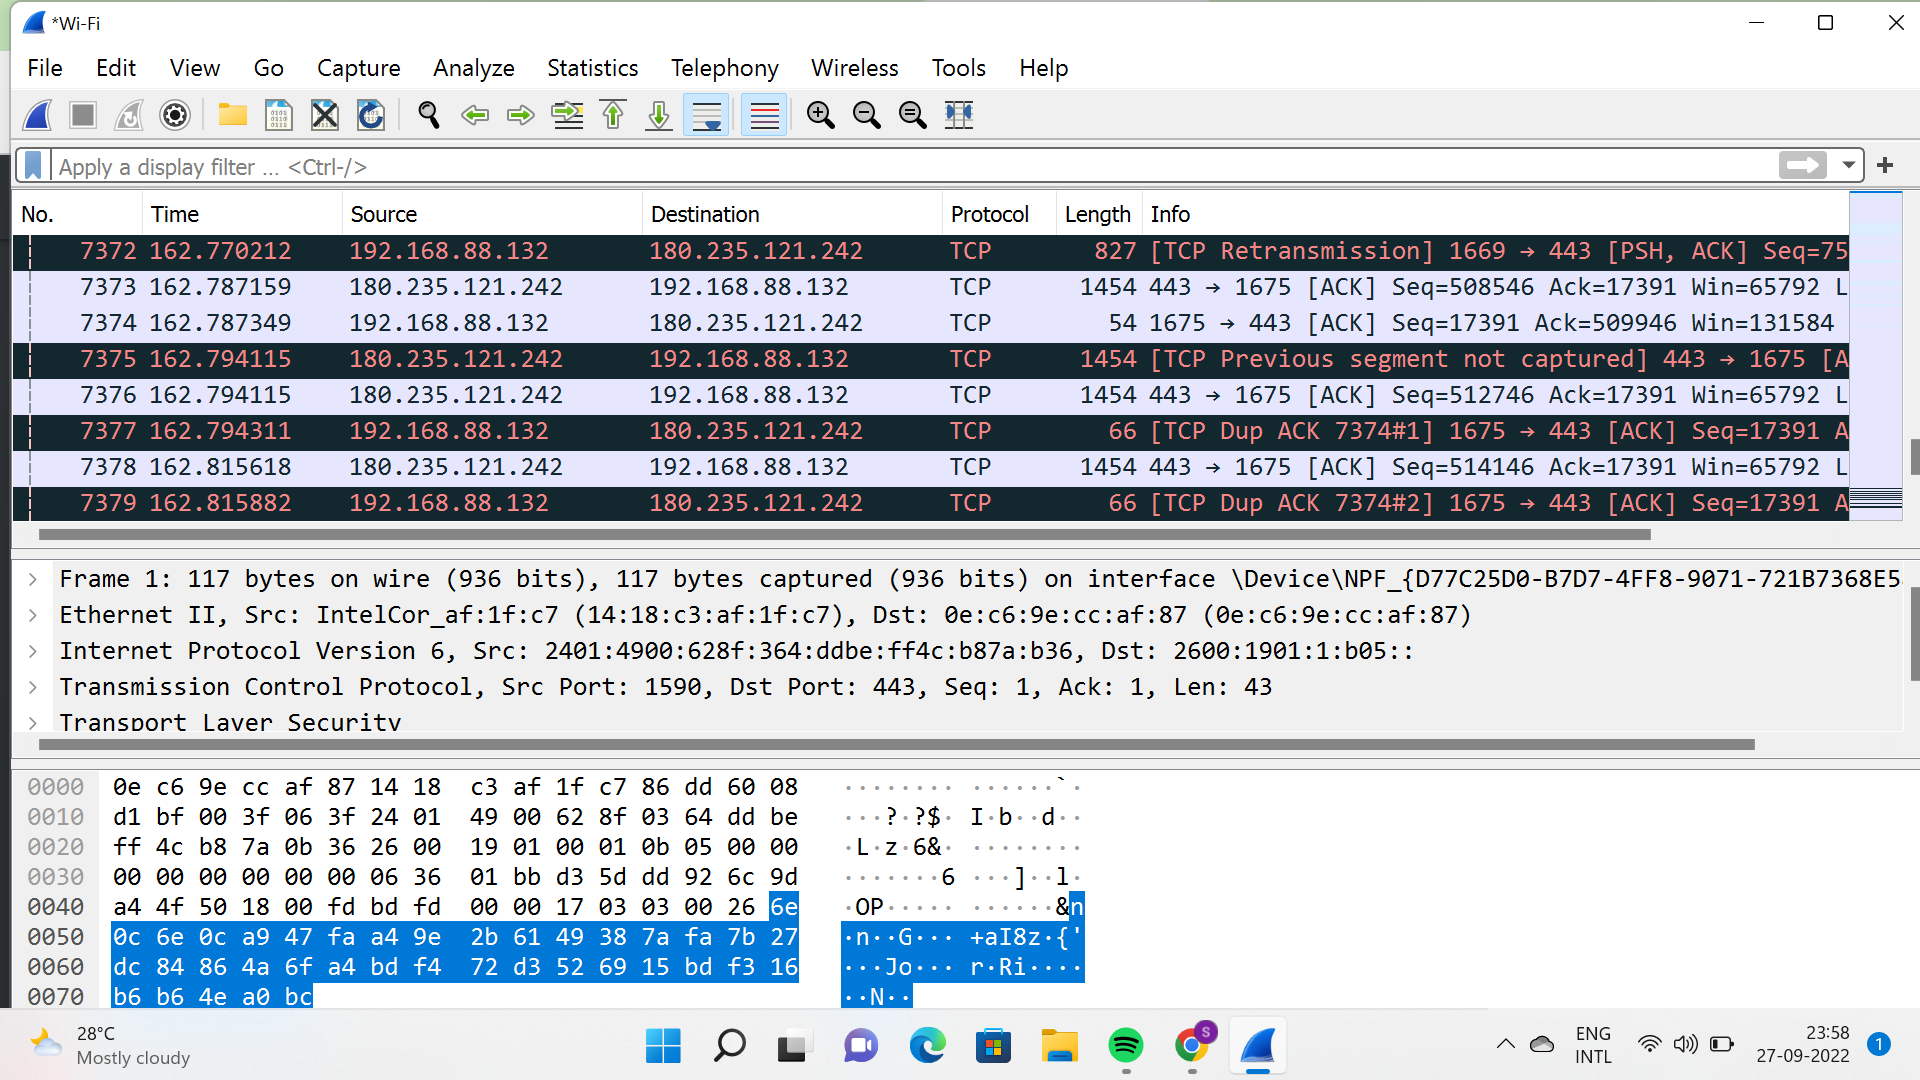 *Wi-Fi
File Edit View Go Capture Analyze Statistics Telephony Wireless Tools Help
Apply a display filter ... <Ctrl-/>
No. Time Source Destination Protocol Length Info
7372 162.770212 192.168.88.132 180.235.121.242 TCP 827 [TCP Retransmission] 1669 → 443 [PSH, ACK] Seq=75
7373 162.787159 180.235.121.242 192.168.88.132 TCP 1454 443 → 1675 [ACK] Seq=508546 Ack=17391 Win=65792 L
7374 162.787349 192.168.88.132 180.235.121.242 TCP 54 1675 → 443 [ACK] Seq=17391 Ack=509946 Win=131584
7375 162.794115 180.235.121.242 192.168.88.132 TCP 1454 [TCP Previous segment not captured] 443 → 1675 [A
7376 162.794115 180.235.121.242 192.168.88.132 TCP 1454 443 → 1675 [ACK] Seq=512746 Ack=17391 Win=65792 L
7377 162.794311 192.168.88.132 180.235.121.242 TCP 66 [TCP Dup ACK 7374#1] 1675 → 443 [ACK] Seq=17391 A
7378 162.815618 180.235.121.242 192.168.88.132 TCP 1454 443 → 1675 [ACK] Seq=514146 Ack=17391 Win=65792 L
7379 162.815882 192.168.88.132 180.235.121.242 TCP 66 [TCP Dup ACK 7374#2] 1675 → 443 [ACK] Seq=17391 A
Frame 1: 117 bytes on wire (936 bits), 117 bytes captured (936 bits) on interface \Device\NPF_{D77C25D0-B7D7-4FF8-9071-721B7368E5
Ethernet II, Src: IntelCor_af:1f:c7 (14:18:c3:af:1f:c7), Dst: 0e:c6:9e:cc:af:87 (0e:c6:9e:cc:af:87)
Internet Protocol Version 6, Src: 2401:4900:628f:364:ddbe:ff4c:b87a:b36, Dst: 2600:1901:1:b05::
Transmission Control Protocol, Src Port: 1590, Dst Port: 443, Seq: 1, Ack: 1, Len: 43
Transport Layer Security
0000 0e c6 9e cc af 87 14 18 c3 af 1f c7 86 dd 60 08 ········ ······`·
0010 d1 bf 00 3f 06 3f 24 01 49 00 62 8f 03 64 dd be ···?·?$· I·b··d··
0020 ff 4c b8 7a 0b 36 26 00 19 01 00 01 0b 05 00 00 ·L·z·6&· ········
0030 00 00 00 00 00 00 06 36 01 bb d3 5d dd 92 6c 9d ·······6 ···]··l·
0040 a4 4f 50 18 00 fd bd fd 00 00 17 03 03 00 26 6e ·OP····· ······&n
0050 0c 6e 0c a9 47 fa a4 9e 2b 61 49 38 7a fa 7b 27 ·n··G··· +aI8z·{'
0060 dc 84 86 4a 6f a4 bd f4 72 d3 52 69 15 bd f3 16 ···Jo··· r·Ri····
0070 b6 b6 4e a0 bc ··N··
28°C
Mostly cloudy
S
ENG
INTL
23:58
27-09-2022
1